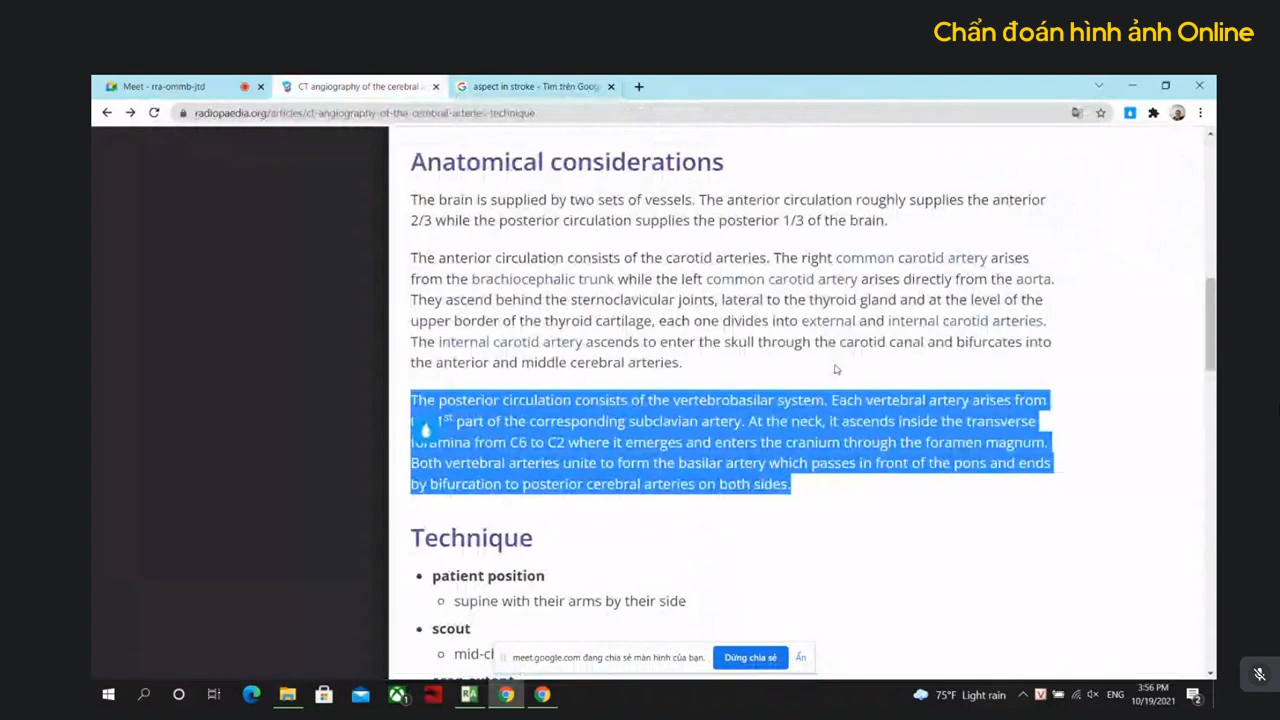 Chẩn đoán hình ảnh Online
Meet - rra-ommb-jtd
CT angiography of the cerebral a
aspect in stroke - Tìm trên Goog
radiopaedia.org/articles/ct-angiography-of-the-cerebral-arteries-technique
Anatomical considerations
The brain is supplied by two sets of vessels. The anterior circulation roughly supplies the anterior
2/3 while the posterior circulation supplies the posterior 1/3 of the brain.
The anterior circulation consists of the carotid arteries. The right common carotid artery arises
from the brachiocephalic trunk while the left common carotid artery arises directly from the aorta.
They ascend behind the sternoclavicular joints, lateral to the thyroid gland and at the level of the
upper border of the thyroid cartilage, each one divides into external and internal carotid arteries.
The internal carotid artery ascends to enter the skull through the carotid canal and bifurcates into
the anterior and middle cerebral arteries.
The posterior circulation consists of the vertebrobasilar system. Each vertebral artery arises from
1st part of the corresponding subclavian artery. At the neck, it ascends inside the transverse
foramina from C6 to C2 where it emerges and enters the cranium through the foramen magnum.
Both vertebral arteries unite to form the basilar artery which passes in front of the pons and ends
by bifurcation to posterior cerebral arteries on both sides.
Technique
• patient position
○ supine with their arms by their side
• scout
○ mid-c
meet.google.com đang chia sẻ màn hình của bạn.
Dừng chia sẻ
Ẩn
75°F Light rain
ENG
3:56 PM
10/19/2021
2